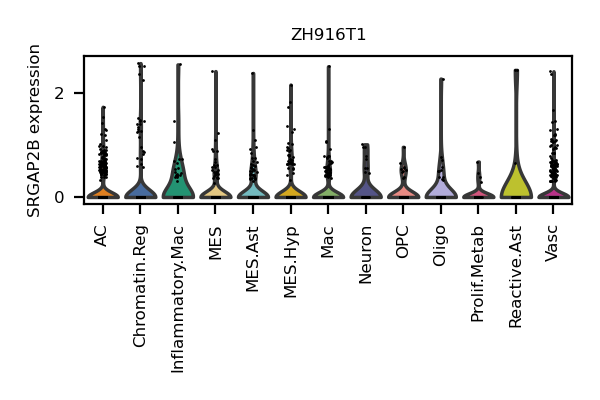 ZH916T1
SRGAP2B expression
2
0
AC
Chromatin.Reg
Inflammatory.Mac
MES
MES.Ast
MES.Hyp
Mac
Neuron
OPC
Oligo
Prolif.Metab
Reactive.Ast
Vasc